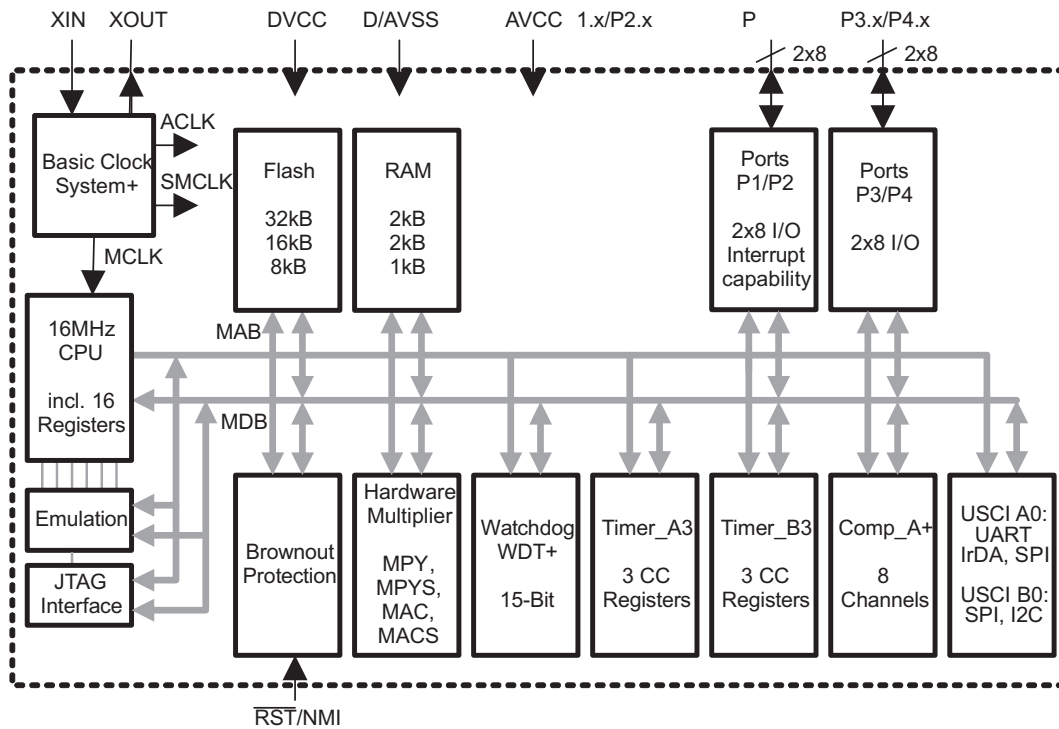 XIN XOUT DVCC D/AVSS AVCC 1.x/P2.x P P3.x/P4.x
2x8 2x8
ACLK
SMCLK
MCLK
Basic Clock
System+
Flash
32kB
16kB
8kB
RAM
2kB
2kB
1kB
Ports
P1/P2
2x8 I/O
Interrupt
capability
Ports
P3/P4
2x8 I/O
16MHz
CPU
incl. 16
Registers
MAB
MDB
Emulation
JTAG
Interface
Brownout
Protection
Hardware
Multiplier
MPY,
MPYS,
MAC,
MACS
Watchdog
WDT+
15-Bit
Timer_A3
3 CC
Registers
Timer_B3
3 CC
Registers
Comp_A+
8
Channels
USCI A0:
UART
IrDA, SPI
USCI B0:
SPI, I2C
RST/NMI